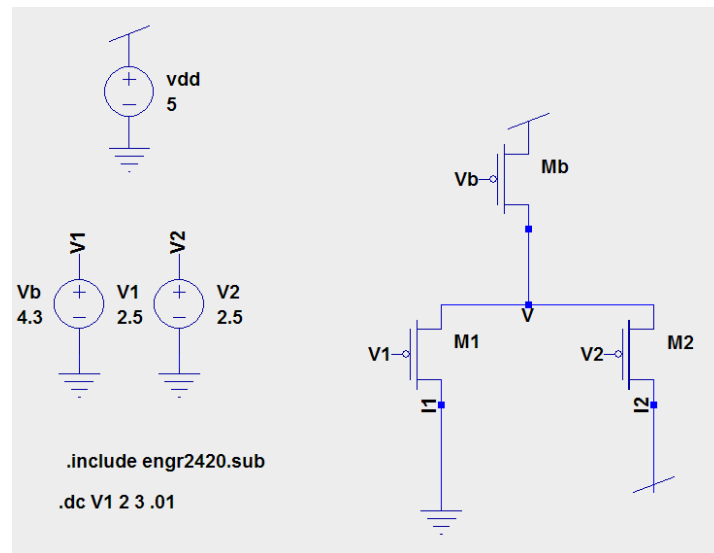 vdd
5
Mb
Vb
V1
V2
Vb
4.3
V1
2.5
V2
2.5
V
V1
M1
V2
M2
I1
I2
.include engr2420.sub
.dc V1 2 3 .01